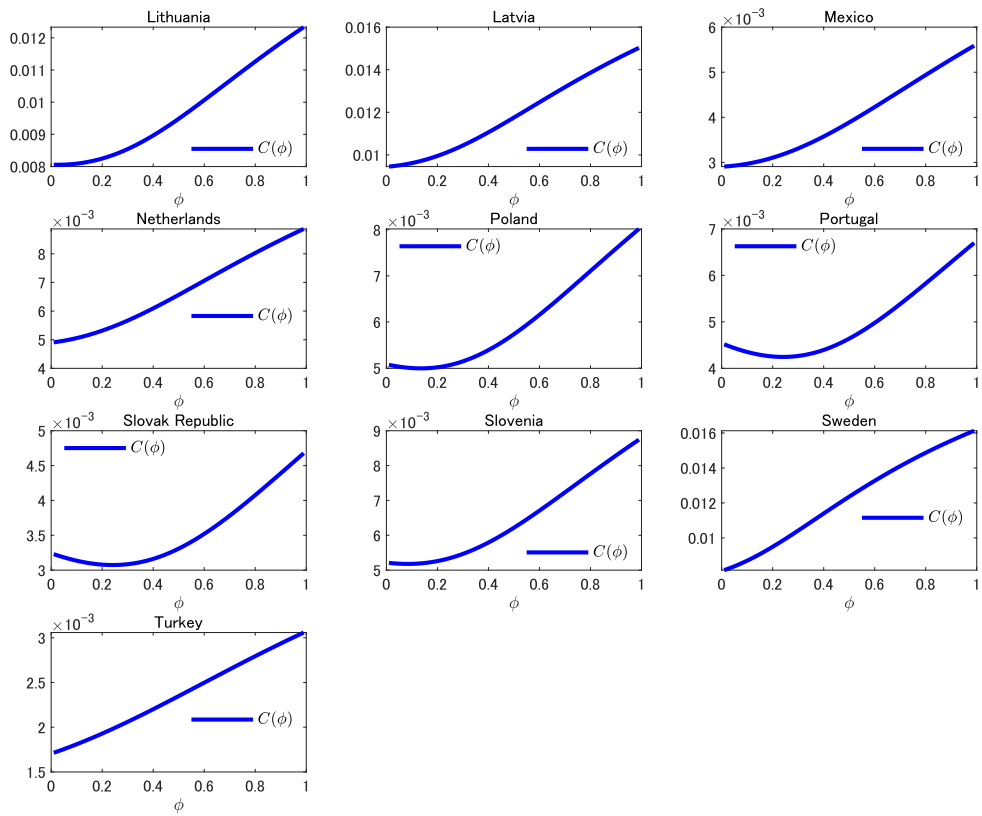 Lithuania
0.012
0.011
0.01
0.009
0.008
0 0.2 0.4 0.6 0.8 1
ϕ
C(ϕ)
Latvia
0.016
0.014
0.012
0.01
0 0.2 0.4 0.6 0.8 1
ϕ
C(ϕ)
Mexico
×10⁻³
6
5
4
3
0 0.2 0.4 0.6 0.8 1
ϕ
C(ϕ)
Netherlands
×10⁻³
8
7
6
5
4
0 0.2 0.4 0.6 0.8 1
ϕ
C(ϕ)
Poland
×10⁻³
8
7
6
5
0 0.2 0.4 0.6 0.8 1
ϕ
C(ϕ)
Portugal
×10⁻³
7
6
5
4
0 0.2 0.4 0.6 0.8 1
ϕ
C(ϕ)
Slovak Republic
×10⁻³
5
4.5
4
3.5
3
0 0.2 0.4 0.6 0.8 1
ϕ
C(ϕ)
Slovenia
×10⁻³
9
8
7
6
5
0 0.2 0.4 0.6 0.8 1
ϕ
C(ϕ)
Sweden
0.016
0.014
0.012
0.01
0 0.2 0.4 0.6 0.8 1
ϕ
C(ϕ)
Turkey
×10⁻³
3
2.5
2
1.5
0 0.2 0.4 0.6 0.8 1
ϕ
C(ϕ)